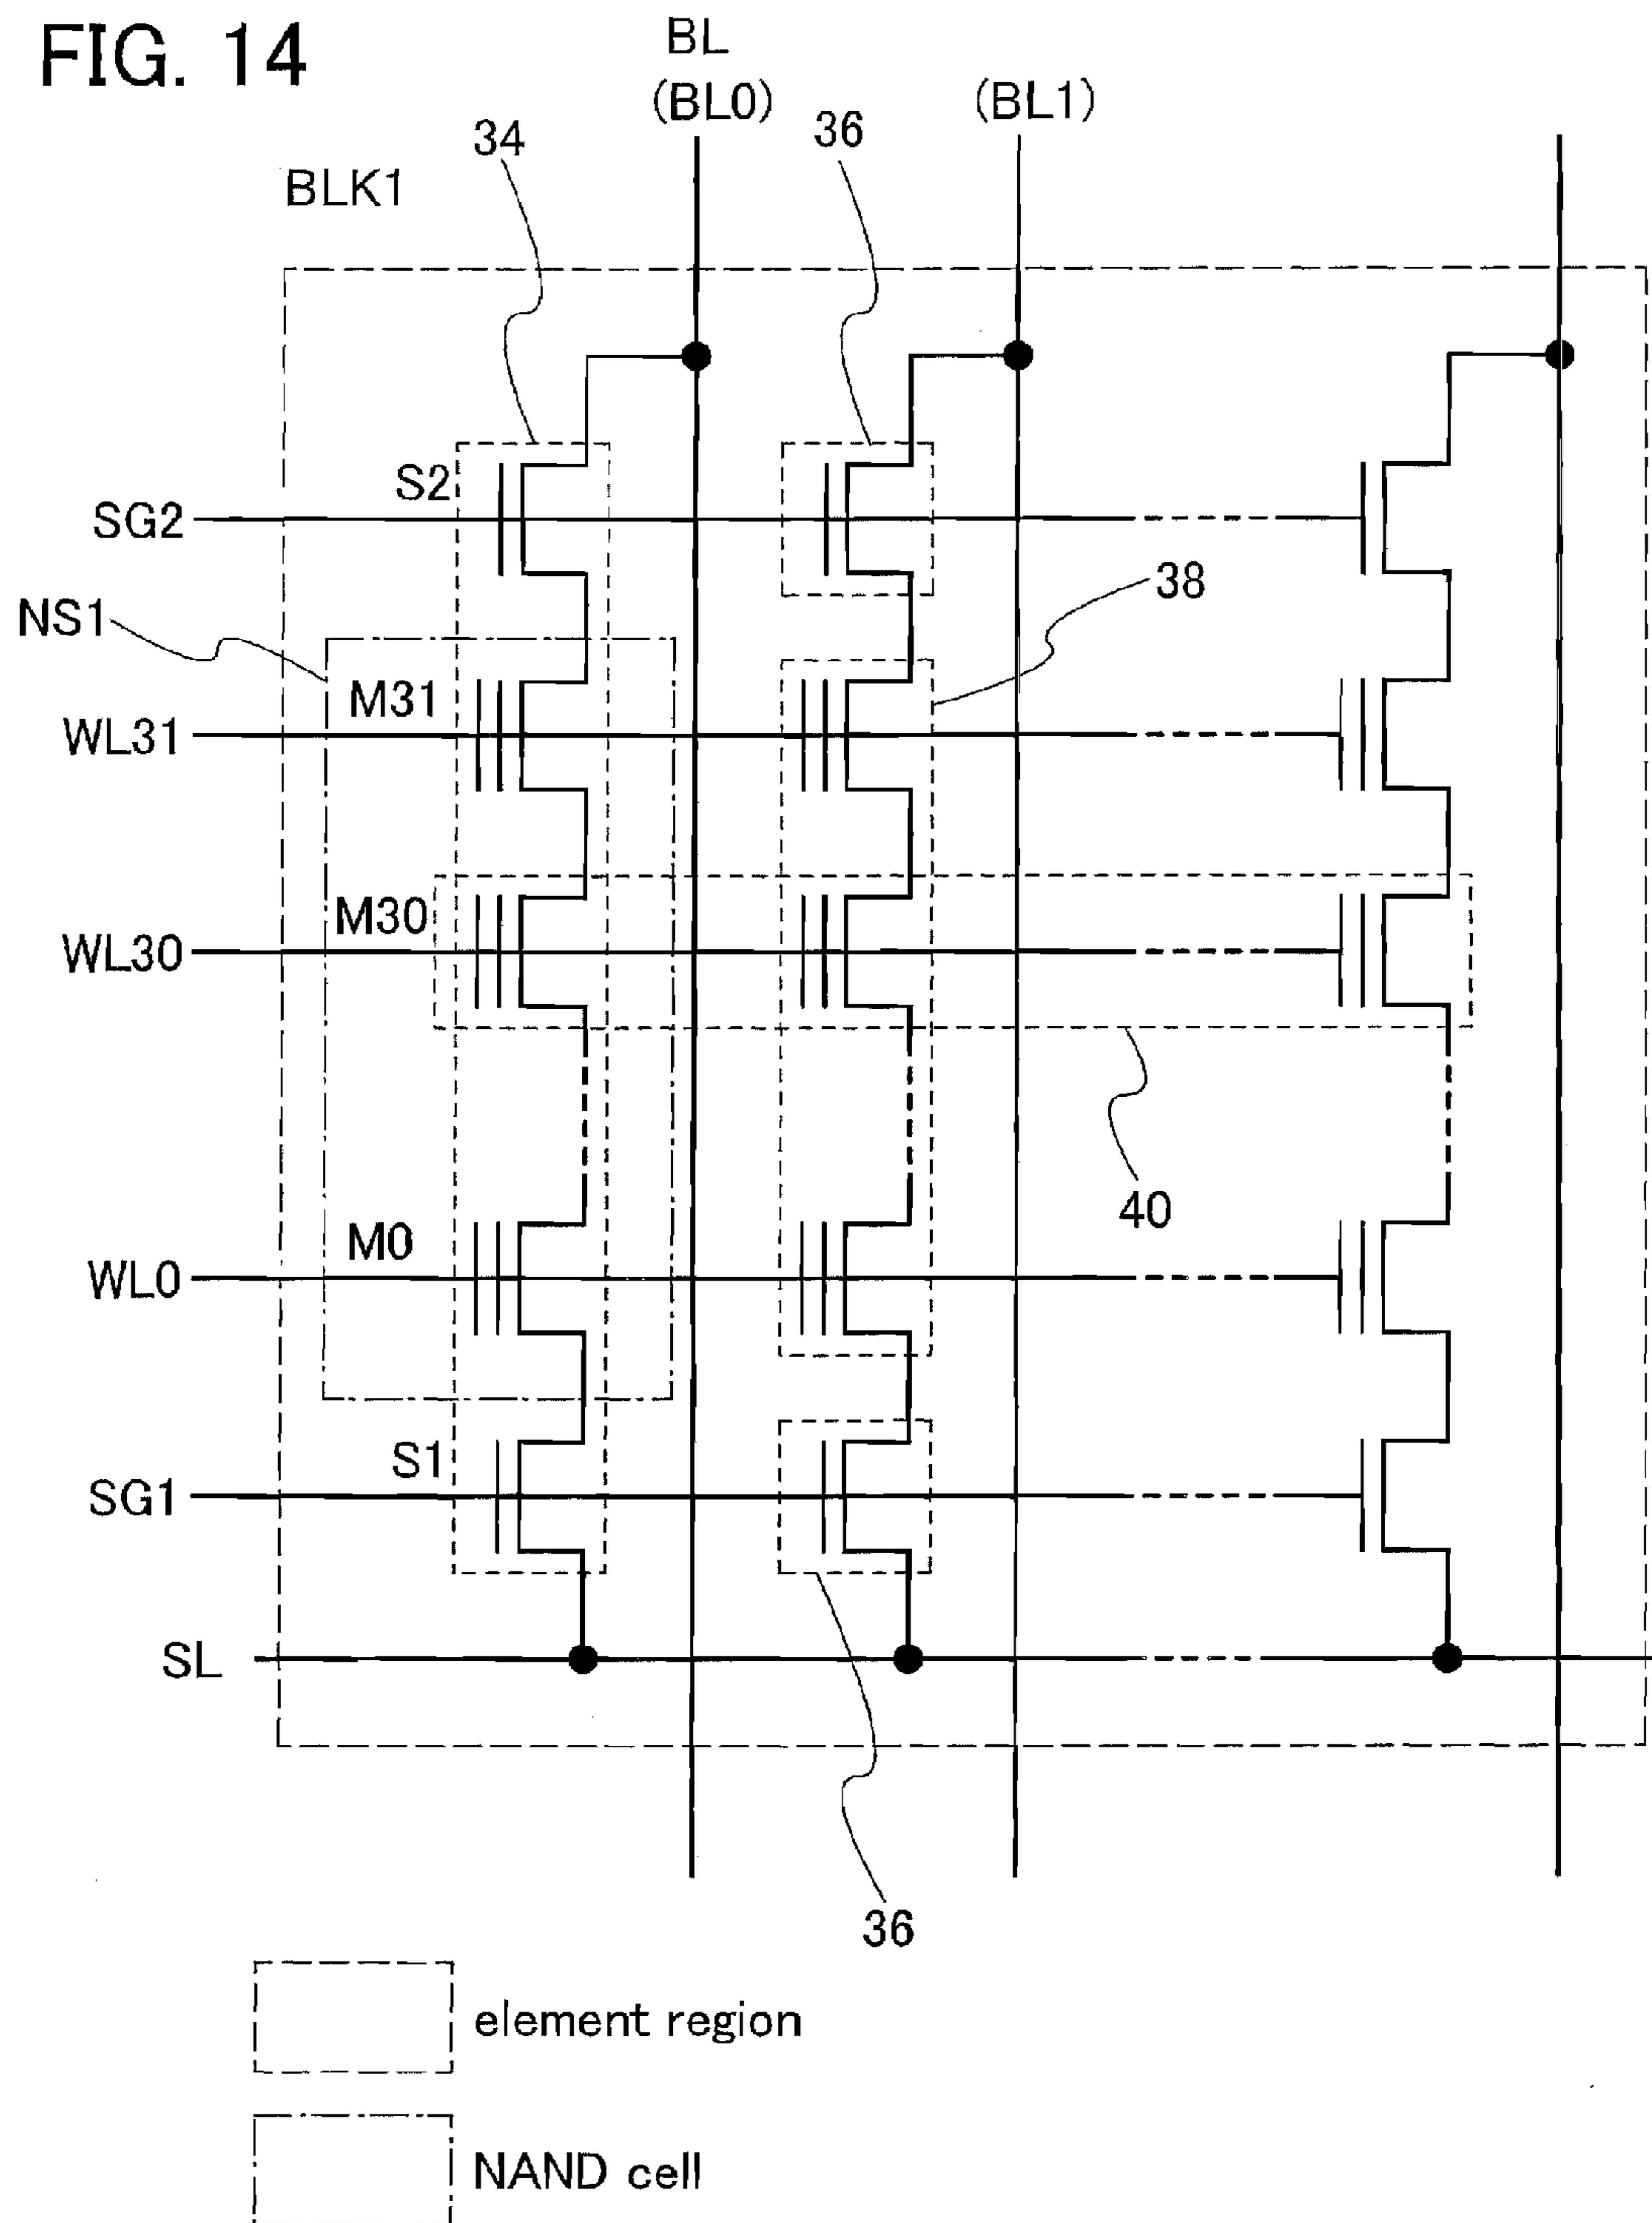 FIG. 14
BL
(BL0)
(BL1)
34
36
BLK1
S2
SG2
38
NS1
M31
WL31
M30
WL30
40
M0
WL0
S1
SG1
SL
36
element region
NAND cell